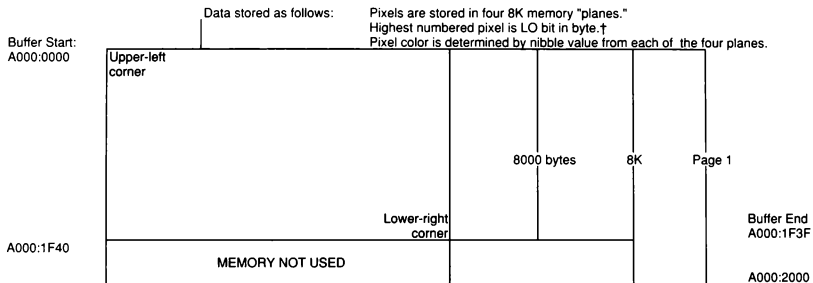 Data stored as follows: Pixels are stored in four 8K memory "planes."
Highest numbered pixel is LO bit in byte.†
Pixel color is determined by nibble value from each of the four planes.
Buffer Start:
A000:0000
Upper-left
corner
8000 bytes 8K Page 1
Lower-right
corner
Buffer End
A000:1F3F
A000:1F40
MEMORY NOT USED
A000:2000